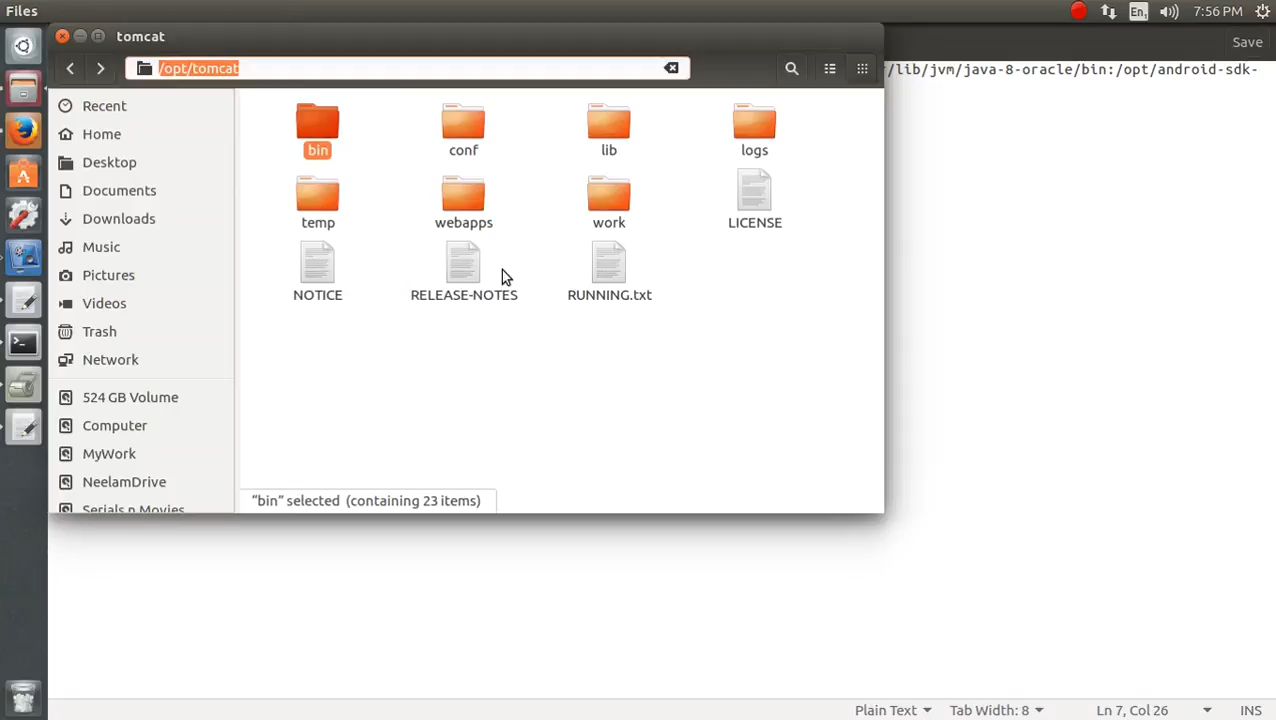 Files
En1
7:56 PM
tomcat
Save
/opt/tomcat
/lib/jvm/java-8-oracle/bin:/opt/android-sdk-
Recent
Home
Desktop
Documents
Downloads
Music
Pictures
Videos
Trash
Network
524 GB Volume
Computer
MyWork
NeelamDrive
Serials n Movies
bin
conf
lib
logs
temp
webapps
work
LICENSE
NOTICE
RELEASE-NOTES
RUNNING.txt
“bin” selected (containing 23 items)
Plain Text
Tab Width: 8
Ln 7, Col 26
INS